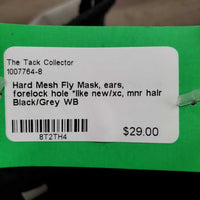 The Tack Collector
1007764-8
Hard Mesh Fly Mask, ears,
forelock hole *like new/xc, mnr hair
Black/Grey WB
8T2TH4
$29.00